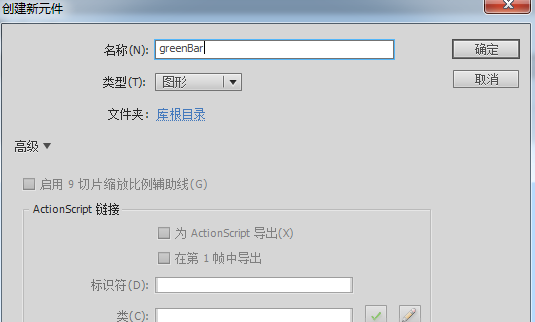 创建新元件
名称(N): greenBar 确定
类型(T): 图形 取消
文件夹: 库根目录
高级
启用 9 切片缩放比例辅助线(G)
ActionScript 链接
为 ActionScript 导出(X)
在第 1 帧中导出
标识符(D):
类(C):